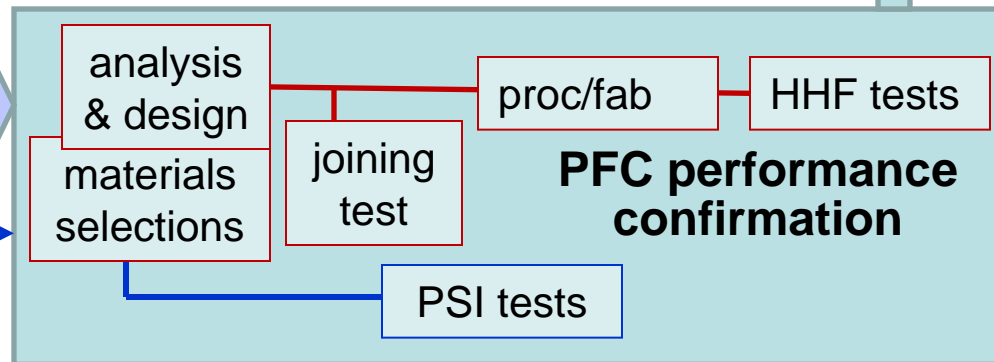 analysis
& design
materials
selections
joining
test
proc/fab
HHF tests
PFC performance
confirmation
PSI tests